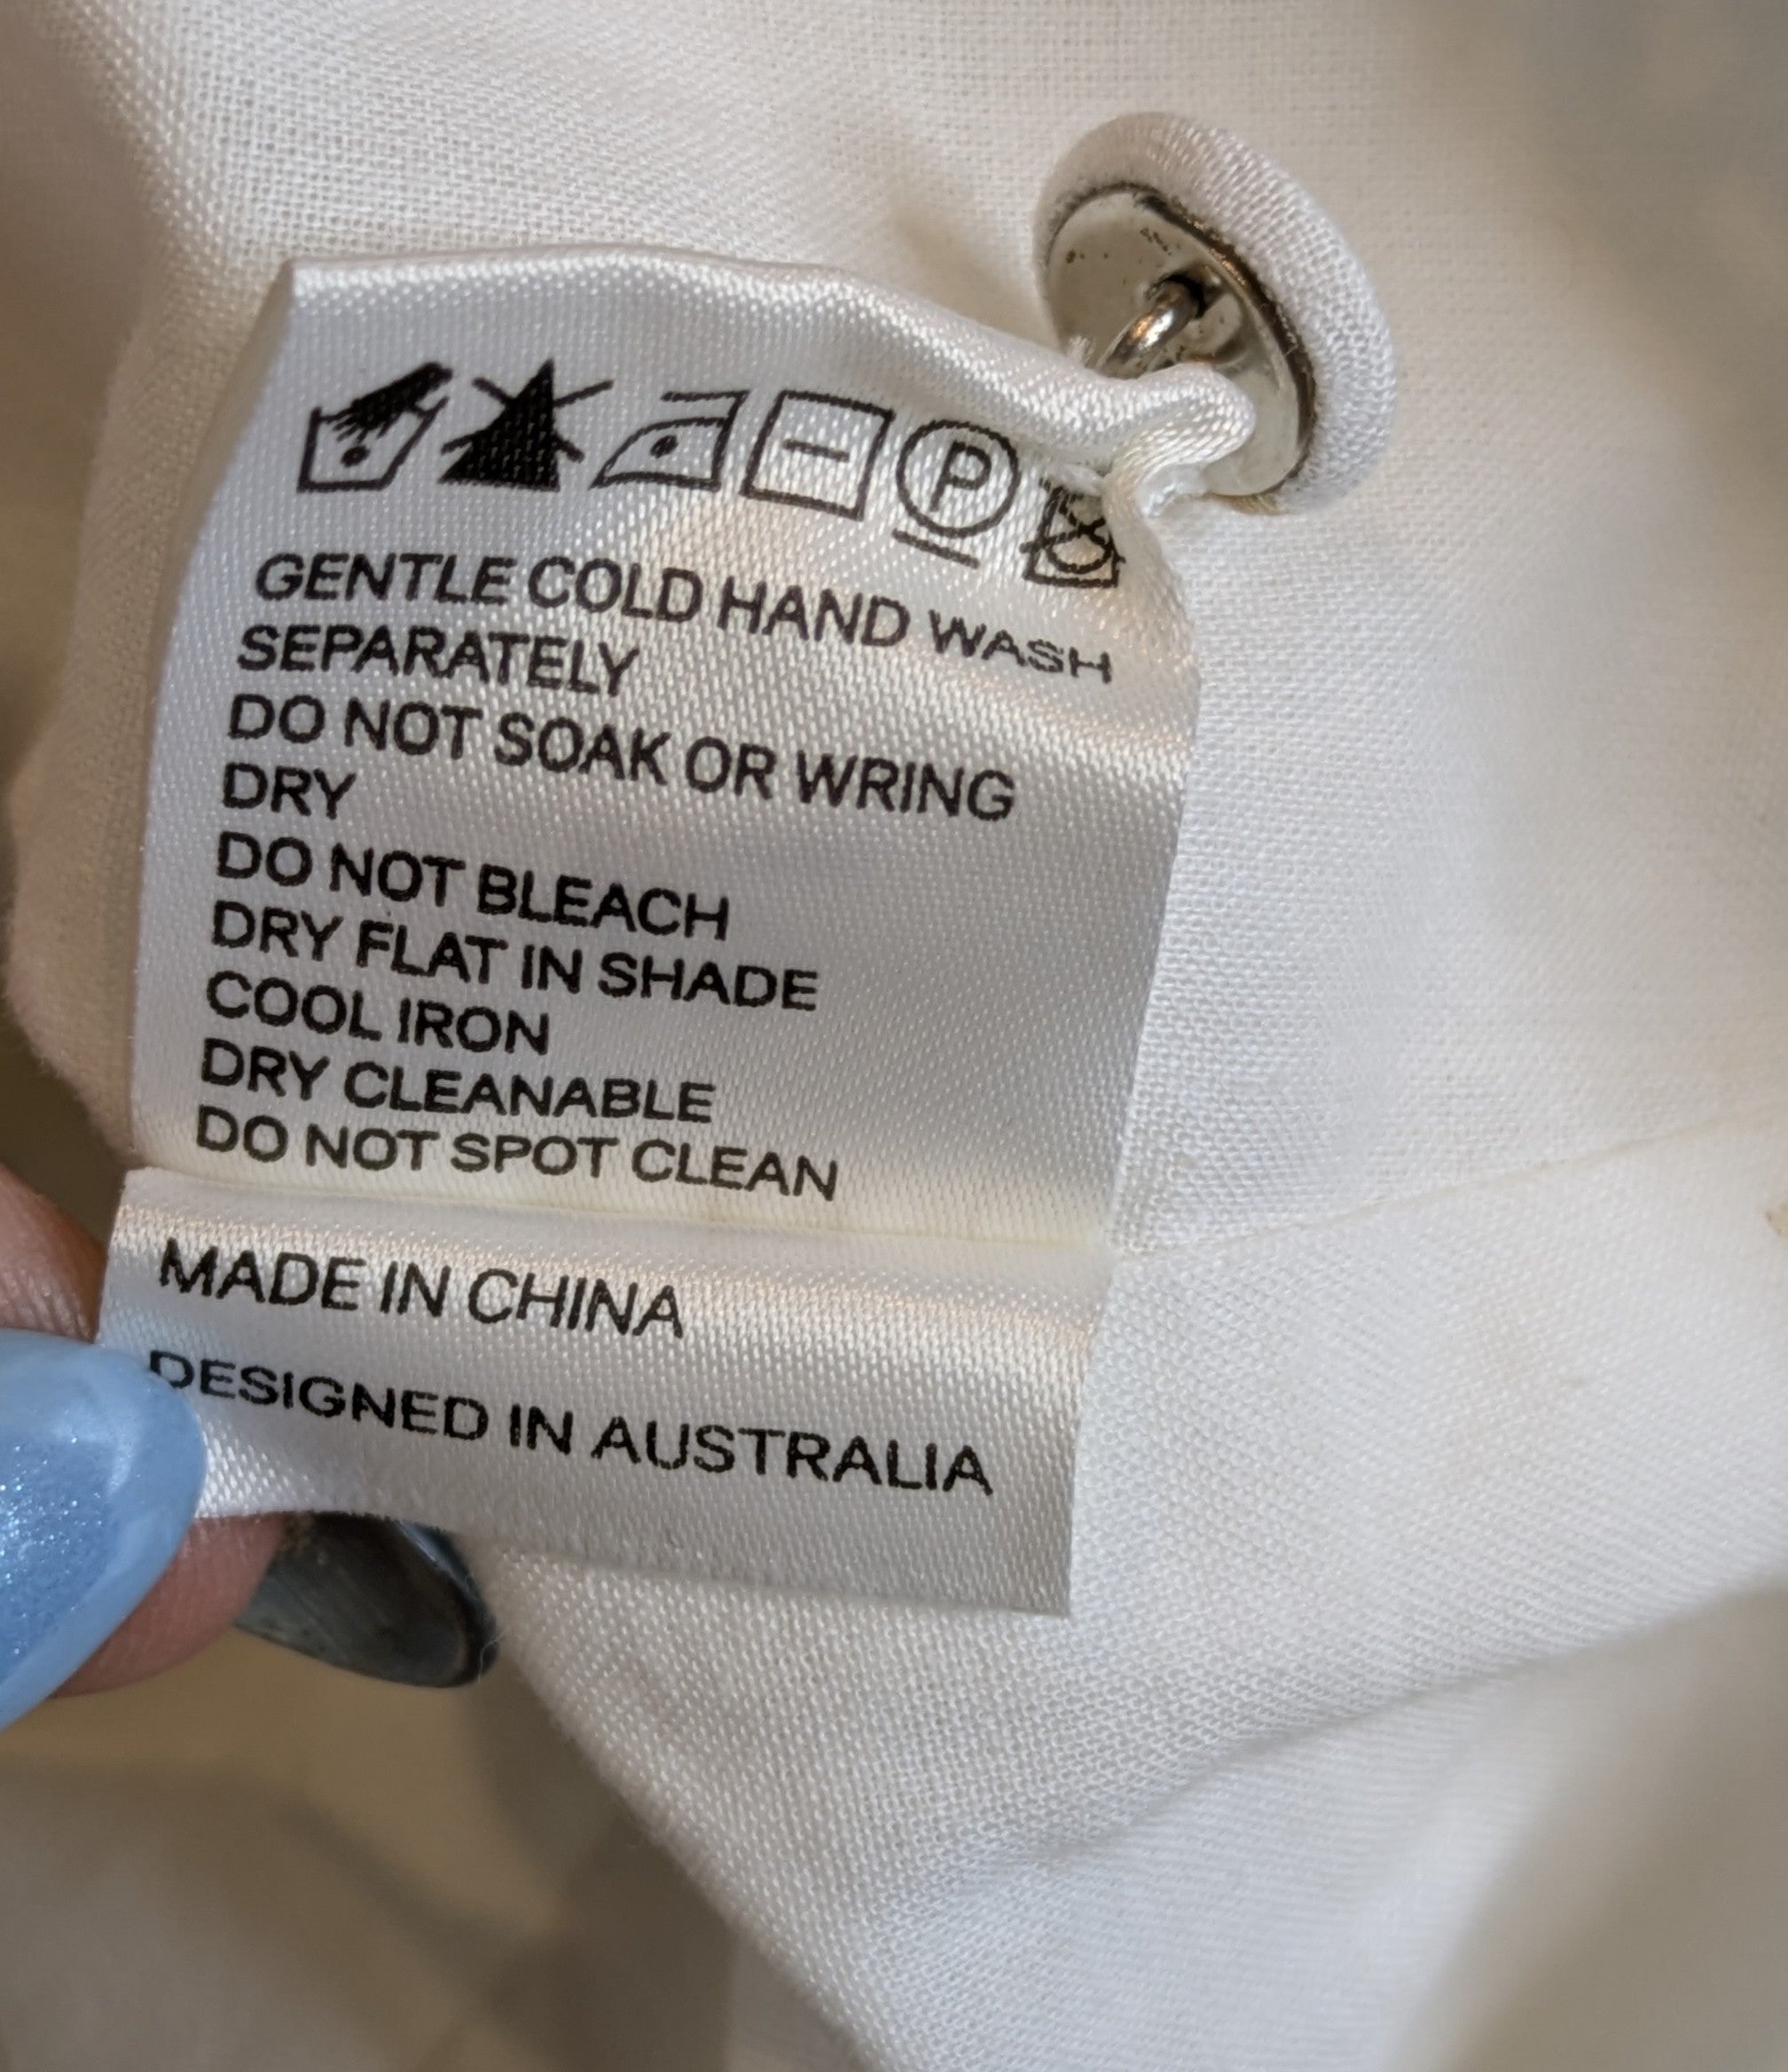 P
GENTLE COLD HAND WASH
SEPARATELY
DO NOT SOAK OR WRING
DRY
DO NOT BLEACH
DRY FLAT IN SHADE
COOL IRON
DRY CLEANABLE
DO NOT SPOT CLEAN
MADE IN CHINA
DESIGNED IN AUSTRALIA